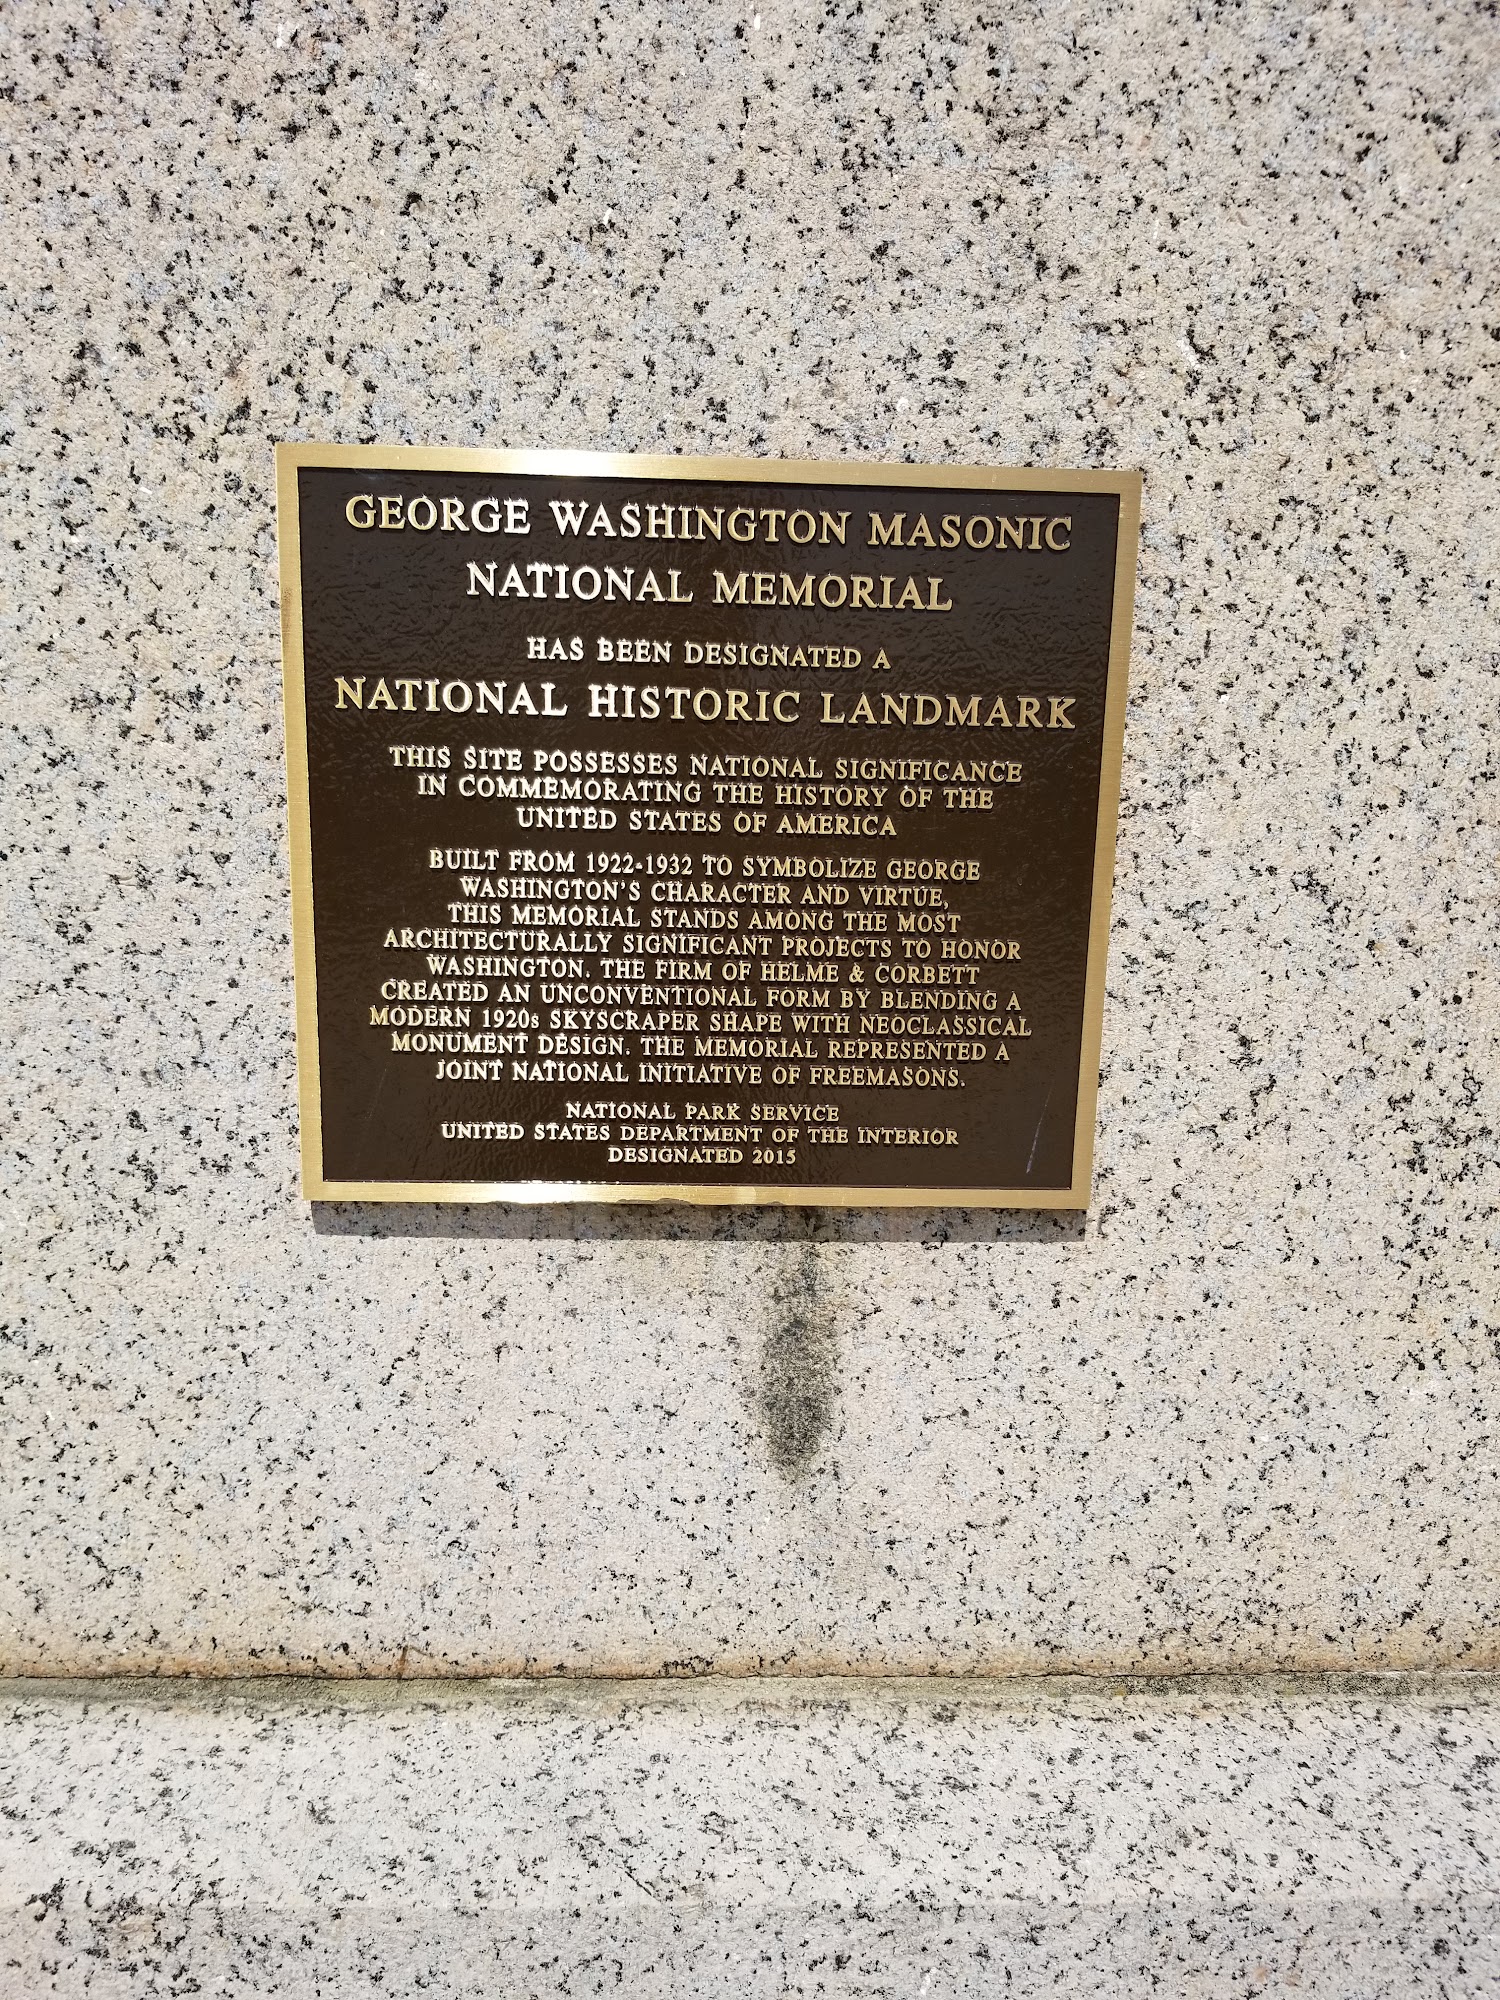 GEORGE WASHINGTON MASONIC
NATIONAL MEMORIAL
HAS BEEN DESIGNATED A
NATIONAL HISTORIC LANDMARK
THIS SITE POSSESSES NATIONAL SIGNIFICANCE
IN COMMEMORATING THE HISTORY OF THE
UNITED STATES OF AMERICA
BUILT FROM 1922-1932 TO SYMBOLIZE GEORGE
WASHINGTON'S CHARACTER AND VIRTUE,
THIS MEMORIAL STANDS AMONG THE MOST
ARCHITECTURALLY SIGNIFICANT PROJECTS TO HONOR
WASHINGTON. THE FIRM OF HELME & CORBETT
CREATED AN UNCONVENTIONAL FORM BY BLENDING A
MODERN 1920s SKYSCRAPER SHAPE WITH NEOCLASSICAL
MONUMENT DESIGN. THE MEMORIAL REPRESENTED A
JOINT NATIONAL INITIATIVE OF FREEMASONS.
NATIONAL PARK SERVICE
UNITED STATES DEPARTMENT OF THE INTERIOR
DESIGNATED 2015